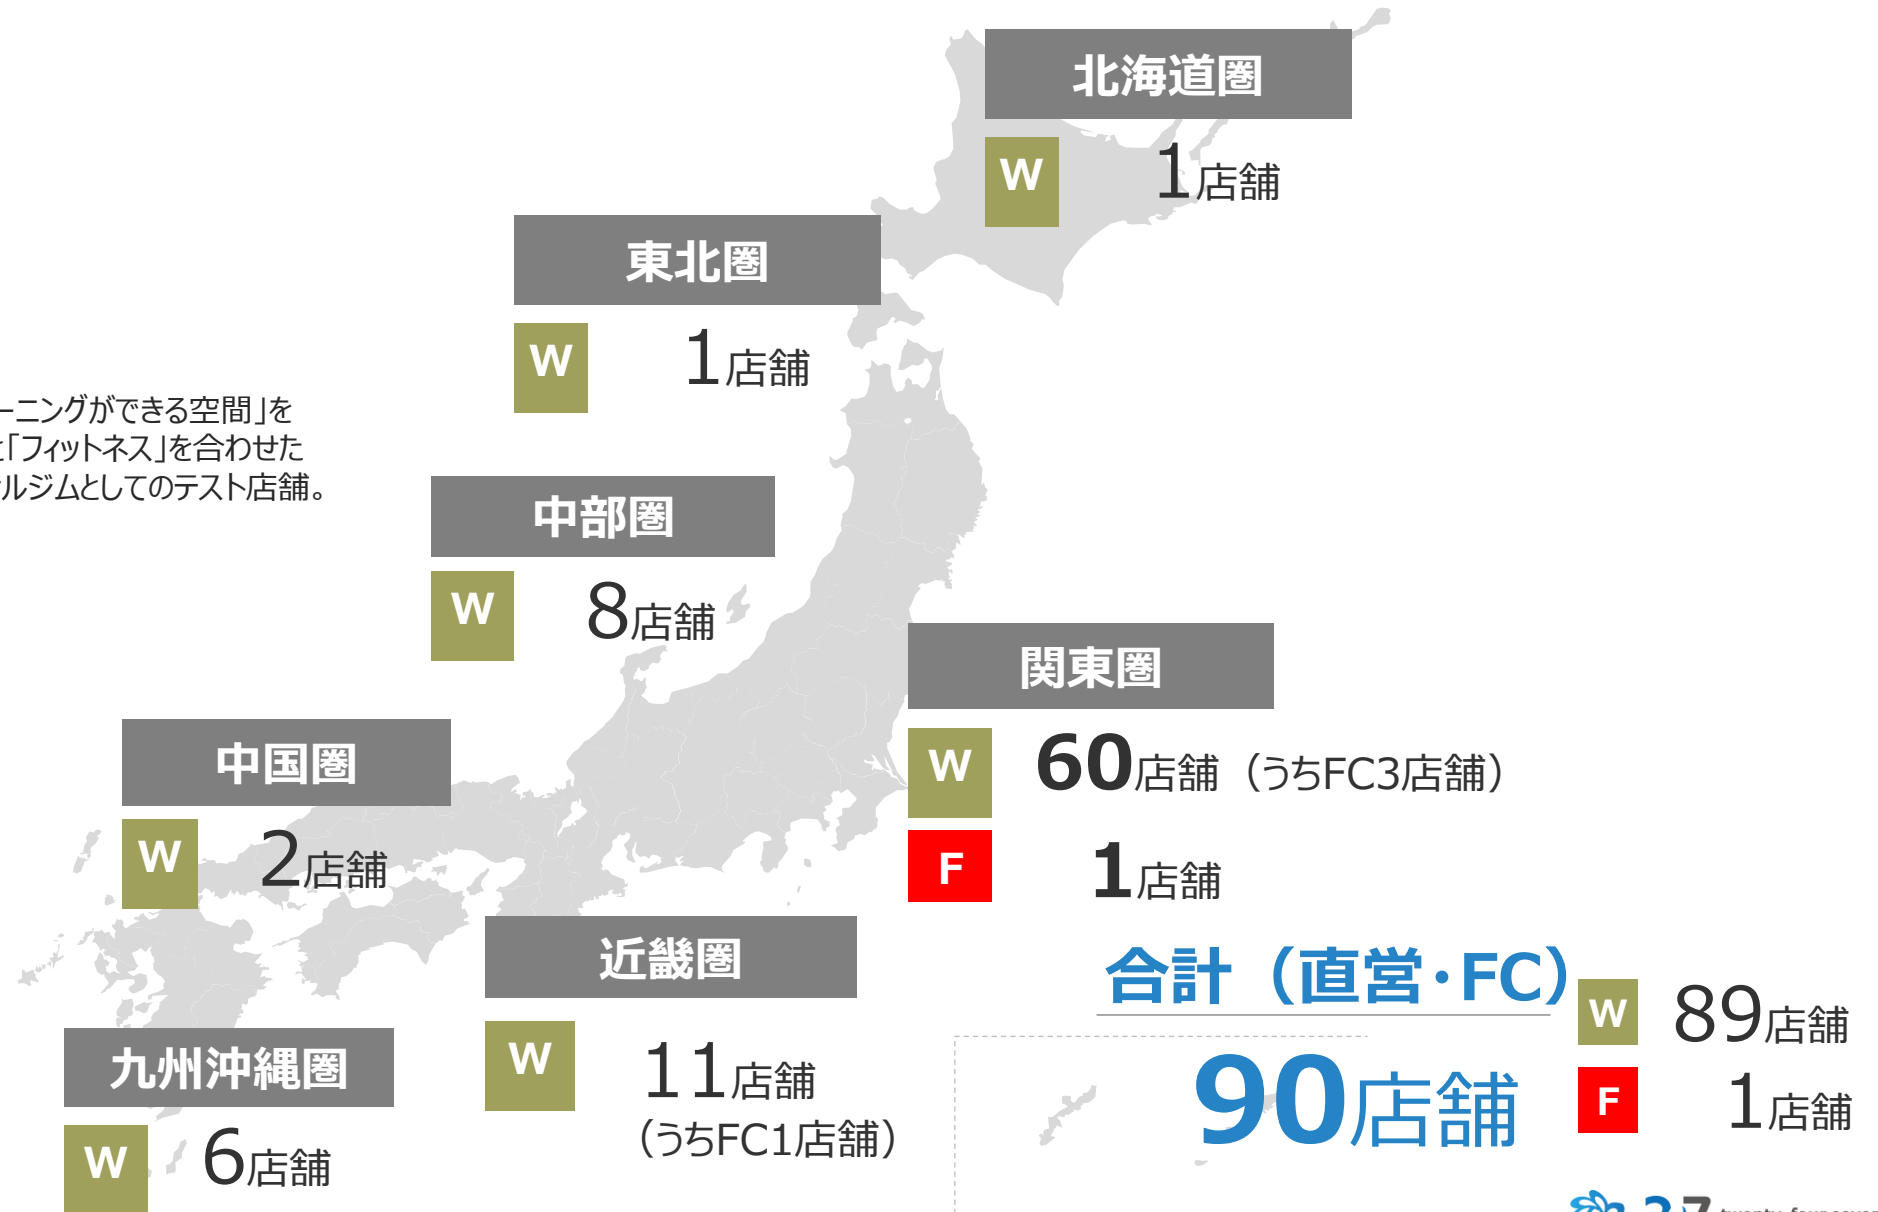 北海道圏
W 1店舗
東北圏
W 1店舗
ーニングができる空間」を
「フィットネス」を合わせた
ルジムとしてのテスト店舗。
中部圏
W 8店舗
関東圏
W 60店舗（うちFC3店舗）
F 1店舗
中国圏
W 2店舗
近畿圏
W 11店舗
（うちFC1店舗）
九州沖縄圏
W 6店舗
合計（直営・FC）
90店舗
W 89店舗
F 1店舗